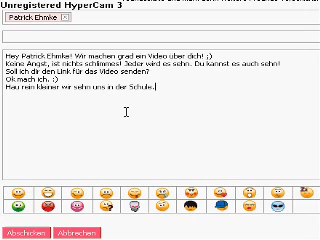 Unregistered HyperCam 3
Patrick Ehmke
Hey Patrick Ehmke! Wir machen grad ein Video über dich! ;)
Keine Angst, ist nichts schlimmes! Jeder wird es sehn. Du kannst es auch sehn!
Soll ich dir den Link für das Video senden?
Ok mach ich. ;)
Hau rein kleiner wir sehn uns in der Schule.
Abschicken
Abbrechen